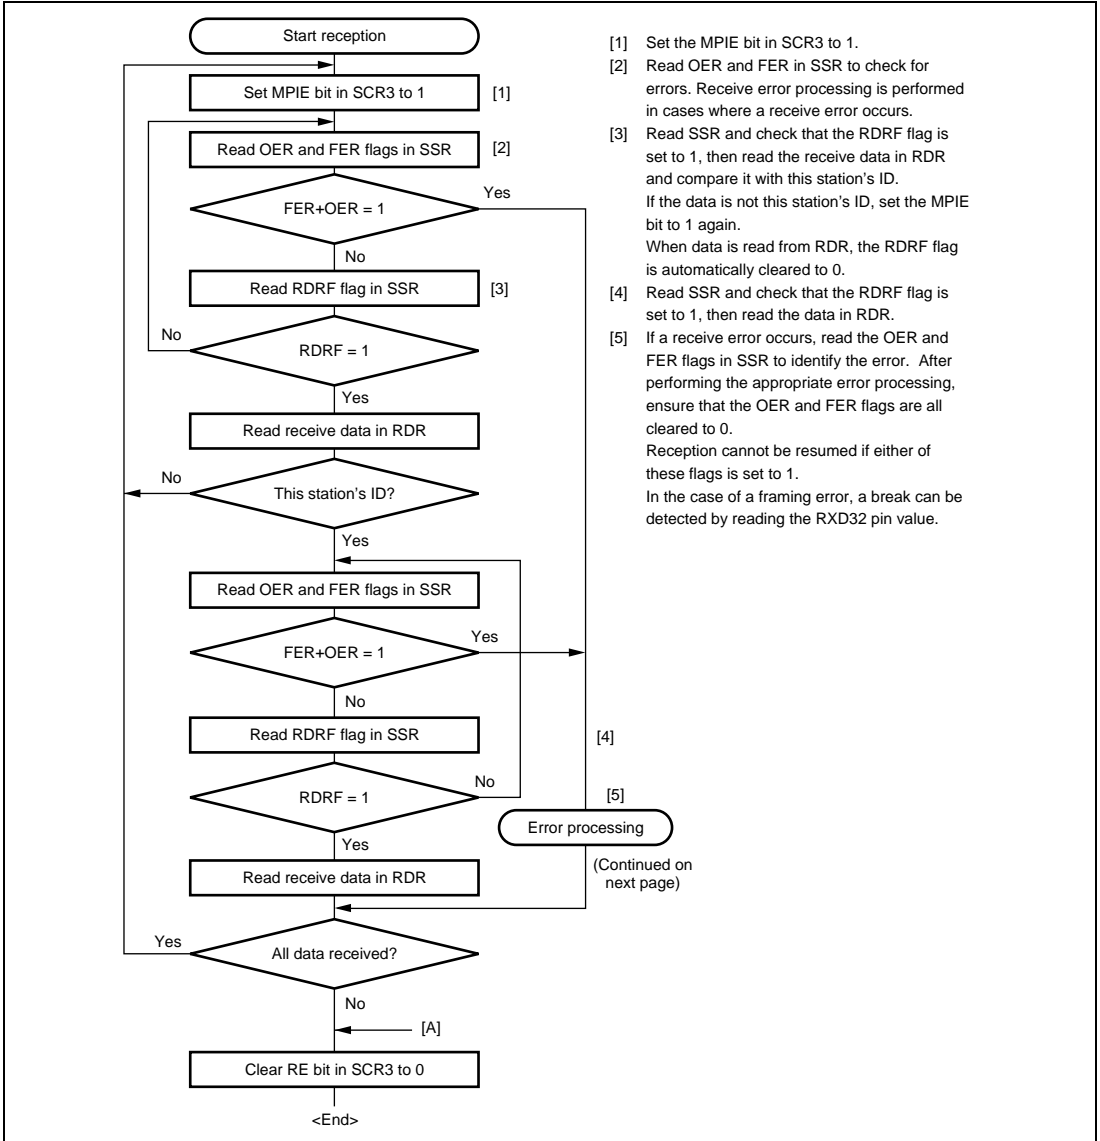 Start reception
Set MPIE bit in SCR3 to 1
[1]
Read OER and FER flags in SSR
[2]
FER+OER = 1
Yes
No
Read RDRF flag in SSR
[3]
No
RDRF = 1
Yes
Read receive data in RDR
No
This station's ID?
Yes
Read OER and FER flags in SSR
FER+OER = 1
Yes
No
Read RDRF flag in SSR
[4]
RDRF = 1
No
[5]
Error processing
Yes
(Continued on
next page)
Read receive data in RDR
Yes
All data received?
No
[A]
Clear RE bit in SCR3 to 0
<End>
[1] Set the MPIE bit in SCR3 to 1.
[2] Read OER and FER in SSR to check for
errors. Receive error processing is performed
in cases where a receive error occurs.
[3] Read SSR and check that the RDRF flag is
set to 1, then read the receive data in RDR
and compare it with this station's ID.
If the data is not this station's ID, set the MPIE
bit to 1 again.
When data is read from RDR, the RDRF flag
is automatically cleared to 0.
[4] Read SSR and check that the RDRF flag is
set to 1, then read the data in RDR.
[5] If a receive error occurs, read the OER and
FER flags in SSR to identify the error. After
performing the appropriate error processing,
ensure that the OER and FER flags are all
cleared to 0.
Reception cannot be resumed if either of
these flags is set to 1.
In the case of a framing error, a break can be
detected by reading the RXD32 pin value.